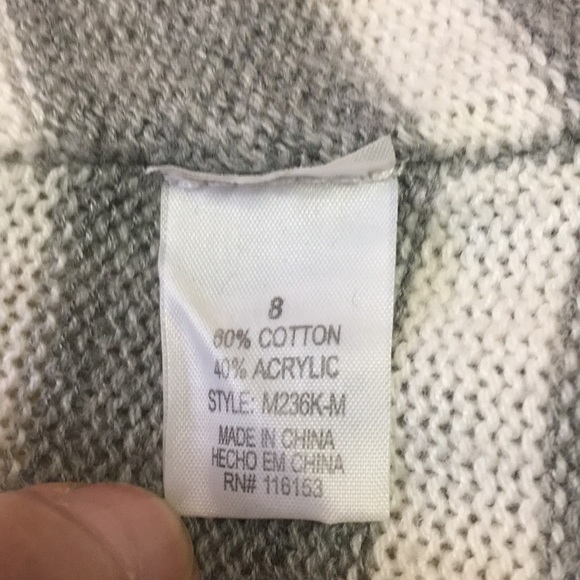 8
60% COTTON
40% ACRYLIC
STYLE: M236K-M
MADE IN CHINA
HECHO EM CHINA
RN# 116153